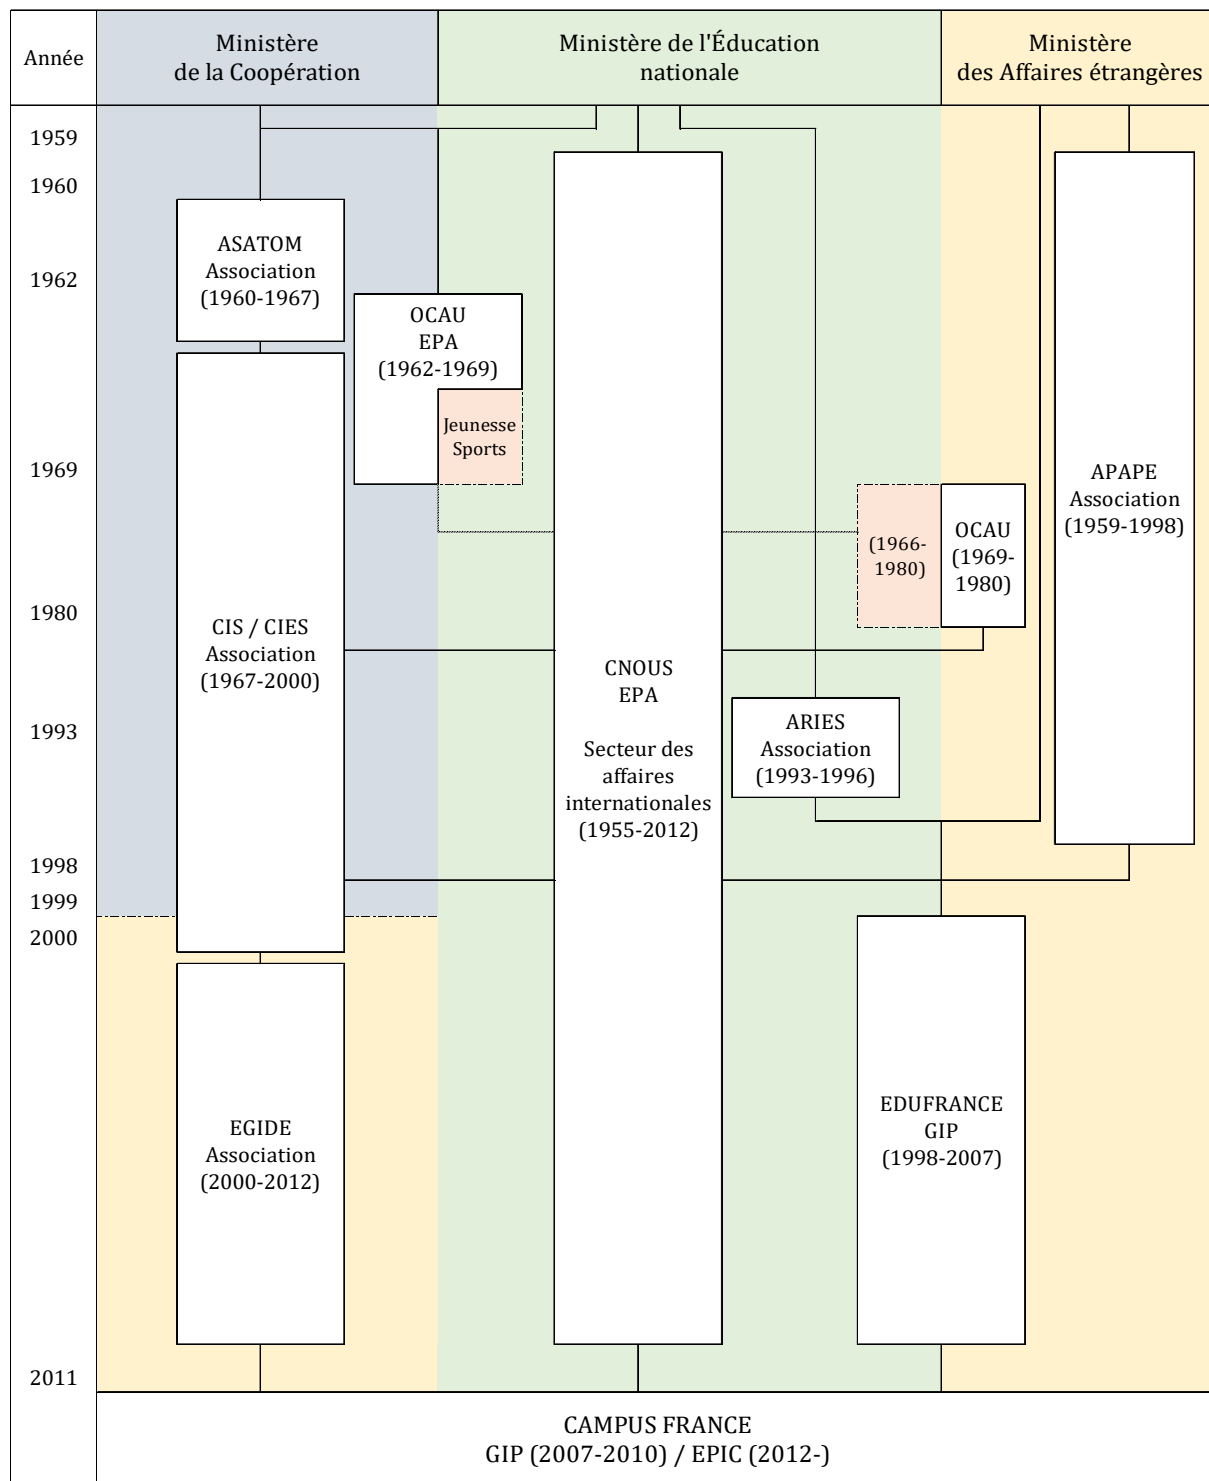 Année
Ministère
de la Coopération
Ministère de l'Éducation
nationale
Ministère
des Affaires étrangères
1959
1960
1962
1969
1980
1993
1998
1999
2000
2011
ASATOM
Association
(1960-1967)
OCAU
EPA
(1962-1969)
Jeunesse
Sports
CIS / CIES
Association
(1967-2000)
EGIDE
Association
(2000-2012)
CNOUS
EPA
Secteur des
affaires
internationales
(1955-2012)
(1966-
1980)
OCAU
(1969-
1980)
ARIES
Association
(1993-1996)
APAPE
Association
(1959-1998)
EDUFRANCE
GIP
(1998-2007)
CAMPUS FRANCE
GIP (2007-2010) / EPIC (2012-)